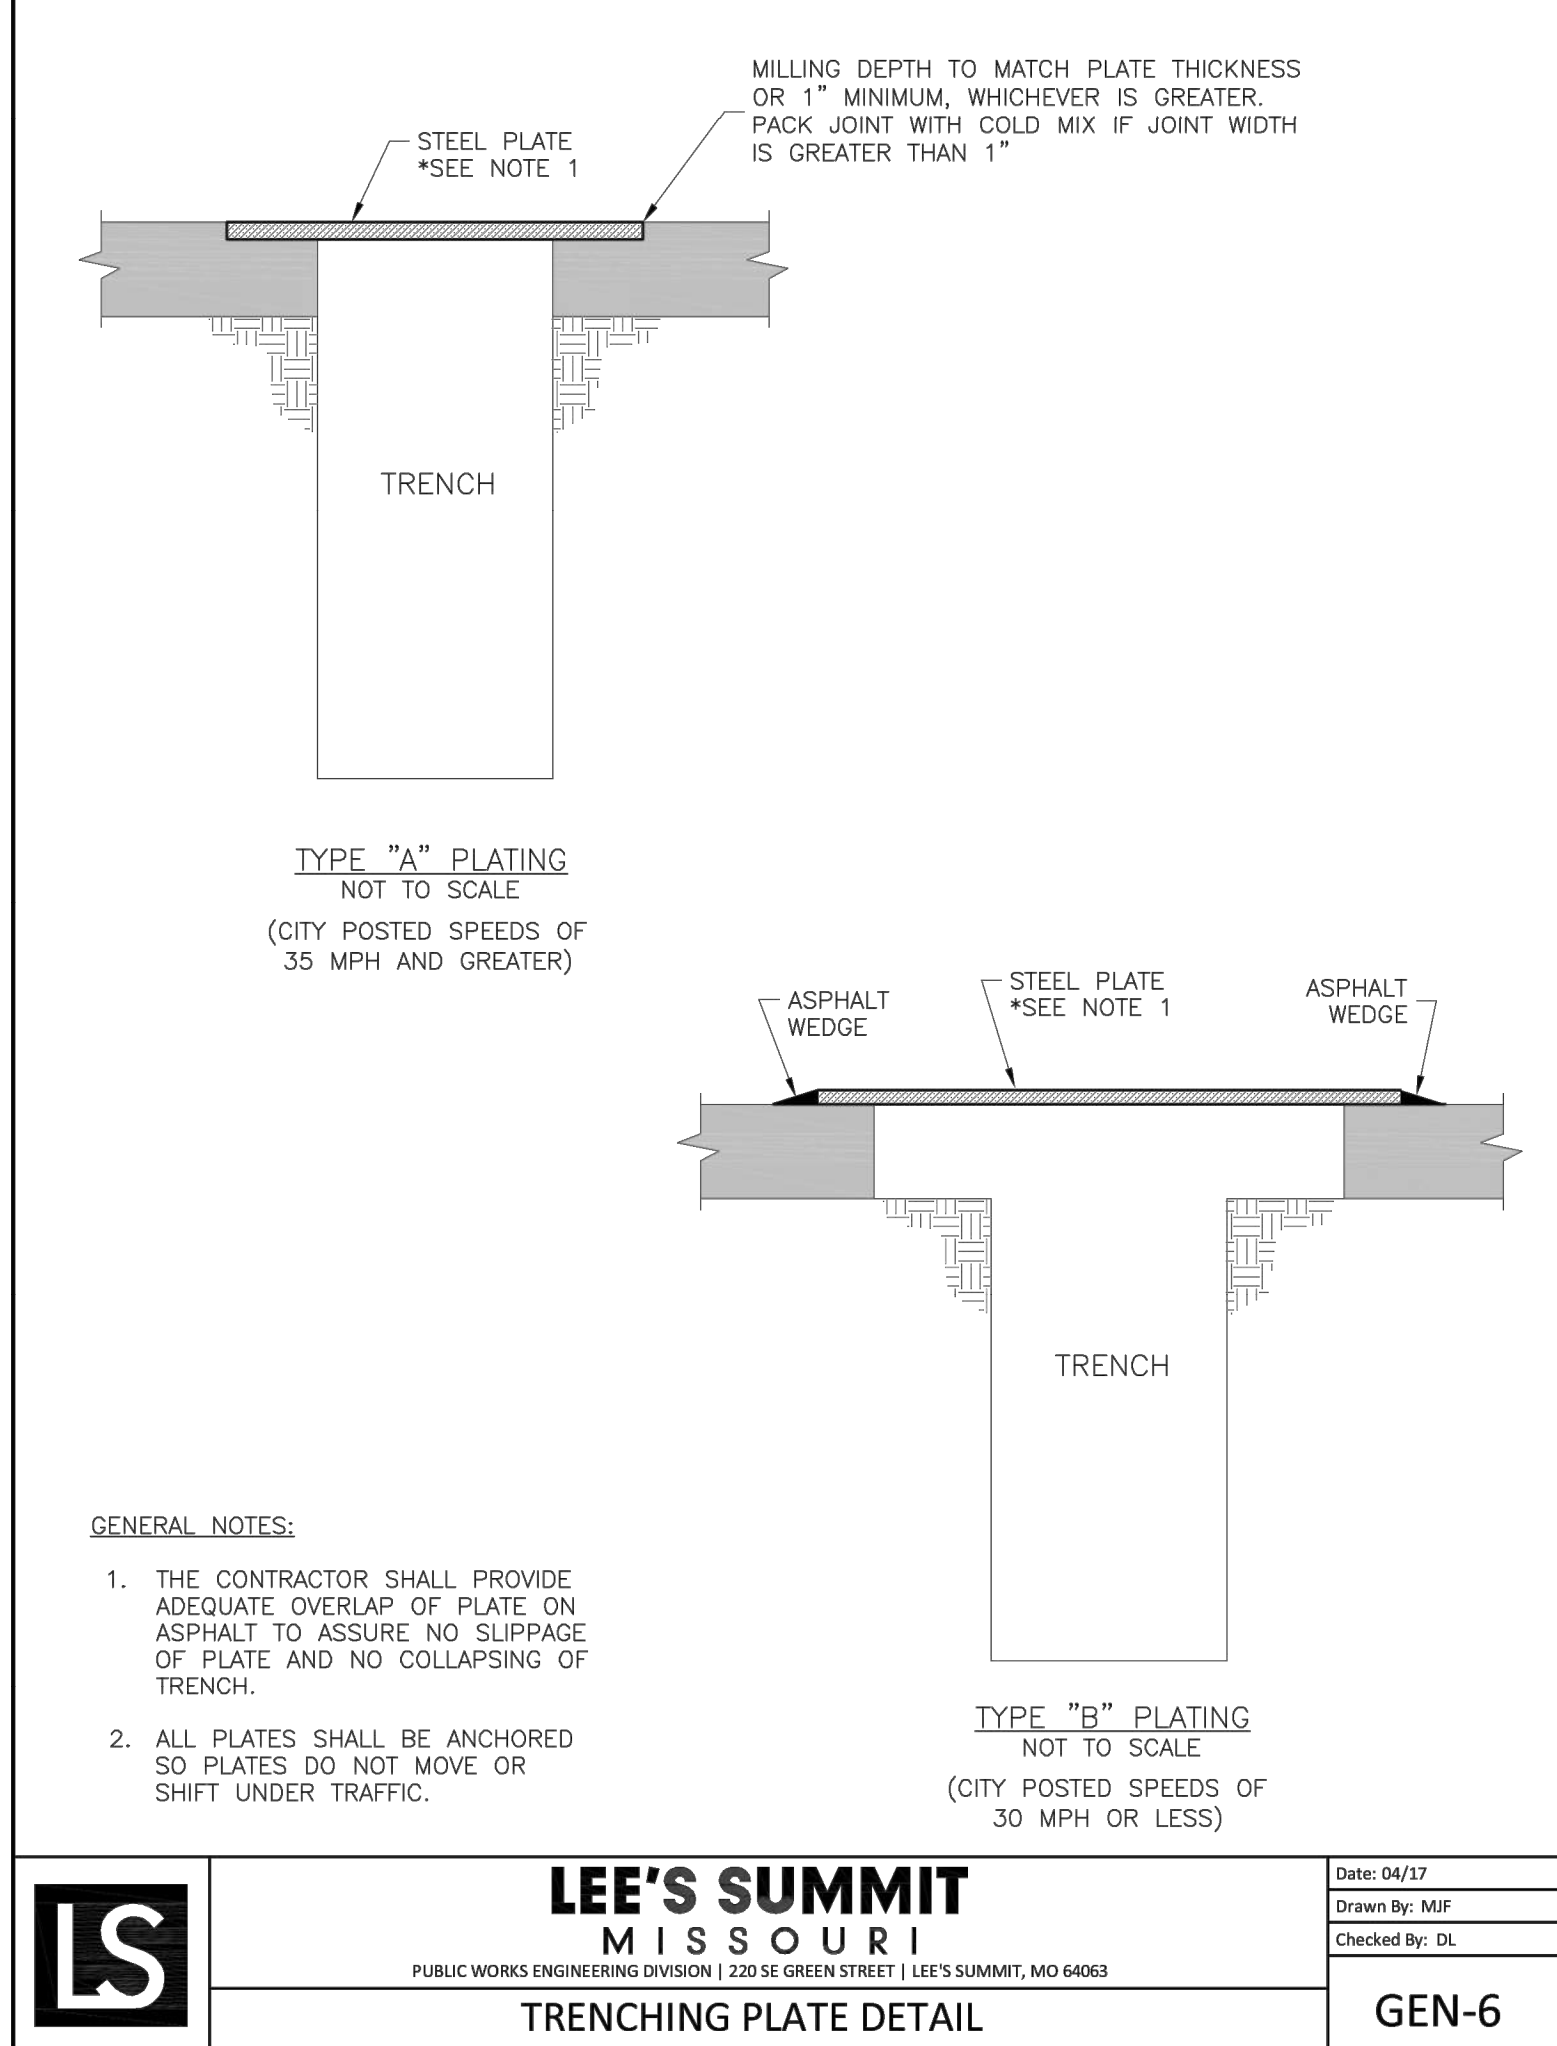 MILLING DEPTH TO MATCH PLATE THICKNESS
OR 1” MINIMUM, WHICHEVER IS GREATER.
PACK JOINT WITH COLD MIX IF JOINT WIDTH
IS GREATER THAN 1”
STEEL PLATE
*SEE NOTE 1
TRENCH
TYPE ”A” PLATING
NOT TO SCALE
(CITY POSTED SPEEDS OF
35 MPH AND GREATER)
ASPHALT
WEDGE
STEEL PLATE
*SEE NOTE 1
ASPHALT
WEDGE
TRENCH
TYPE ”B” PLATING
NOT TO SCALE
(CITY POSTED SPEEDS OF
30 MPH OR LESS)
GENERAL NOTES:
1. THE CONTRACTOR SHALL PROVIDE
ADEQUATE OVERLAP OF PLATE ON
ASPHALT TO ASSURE NO SLIPPAGE
OF PLATE AND NO COLLAPSING OF
TRENCH.
2. ALL PLATES SHALL BE ANCHORED
SO PLATES DO NOT MOVE OR
SHIFT UNDER TRAFFIC.
LS
LEE'S SUMMIT
MISSOURI
PUBLIC WORKS ENGINEERING DIVISION | 220 SE GREEN STREET | LEE'S SUMMIT, MO 64063
TRENCHING PLATE DETAIL
Date: 04/17
Drawn By: MJF
Checked By: DL
GEN-6